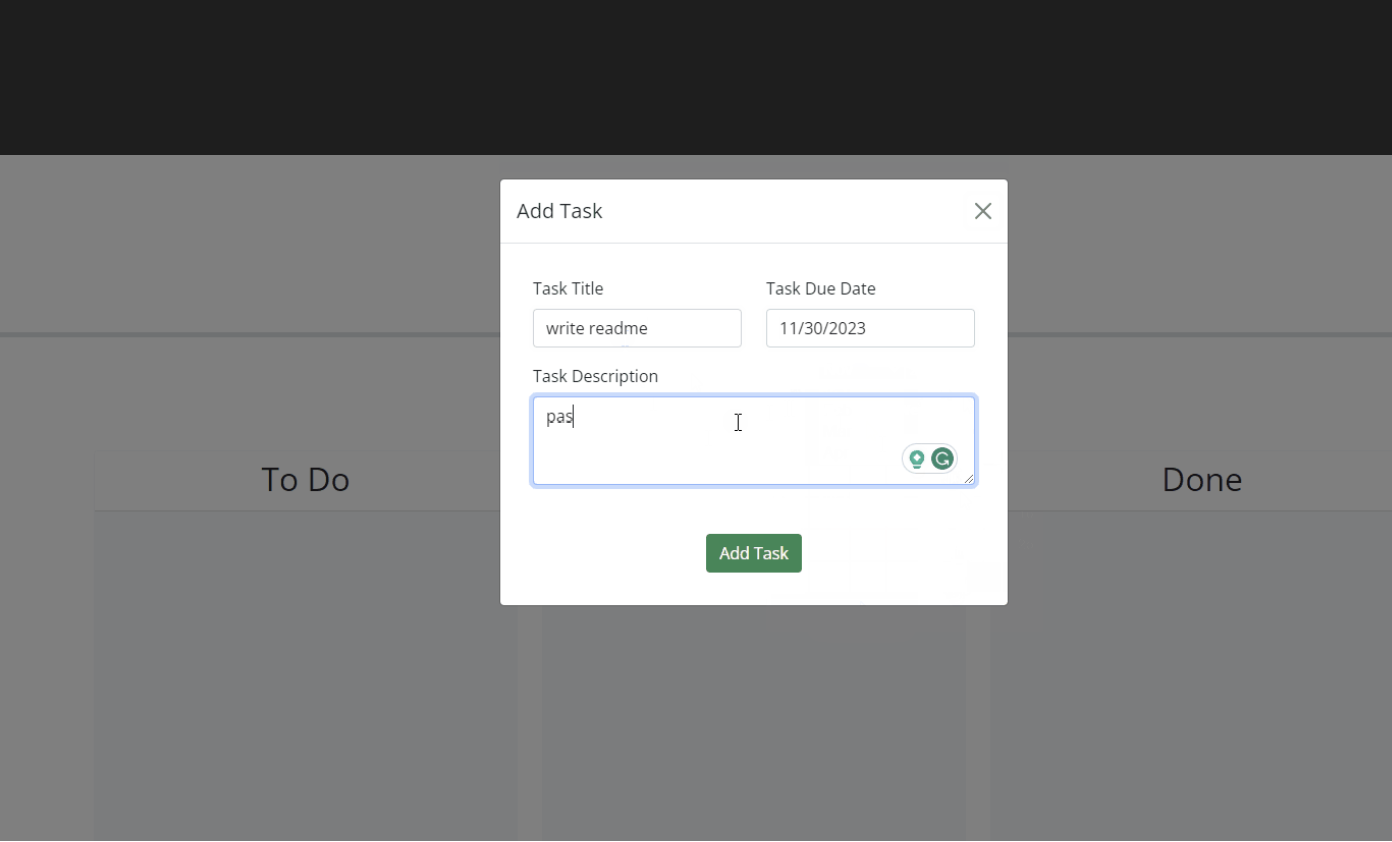 Add Task
Task Title
Task Due Date
write readme
11/30/2023
Task Description
pas
To Do
Done
Add Task